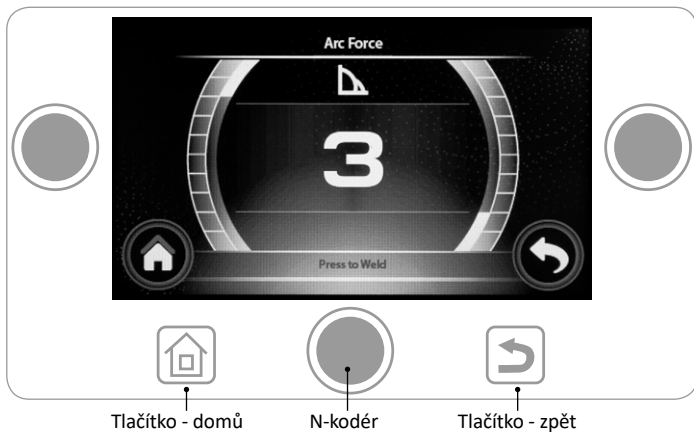 Arc Force
3
Press to Weld
Tlačítko - domů
N-kodér
Tlačítko - zpět